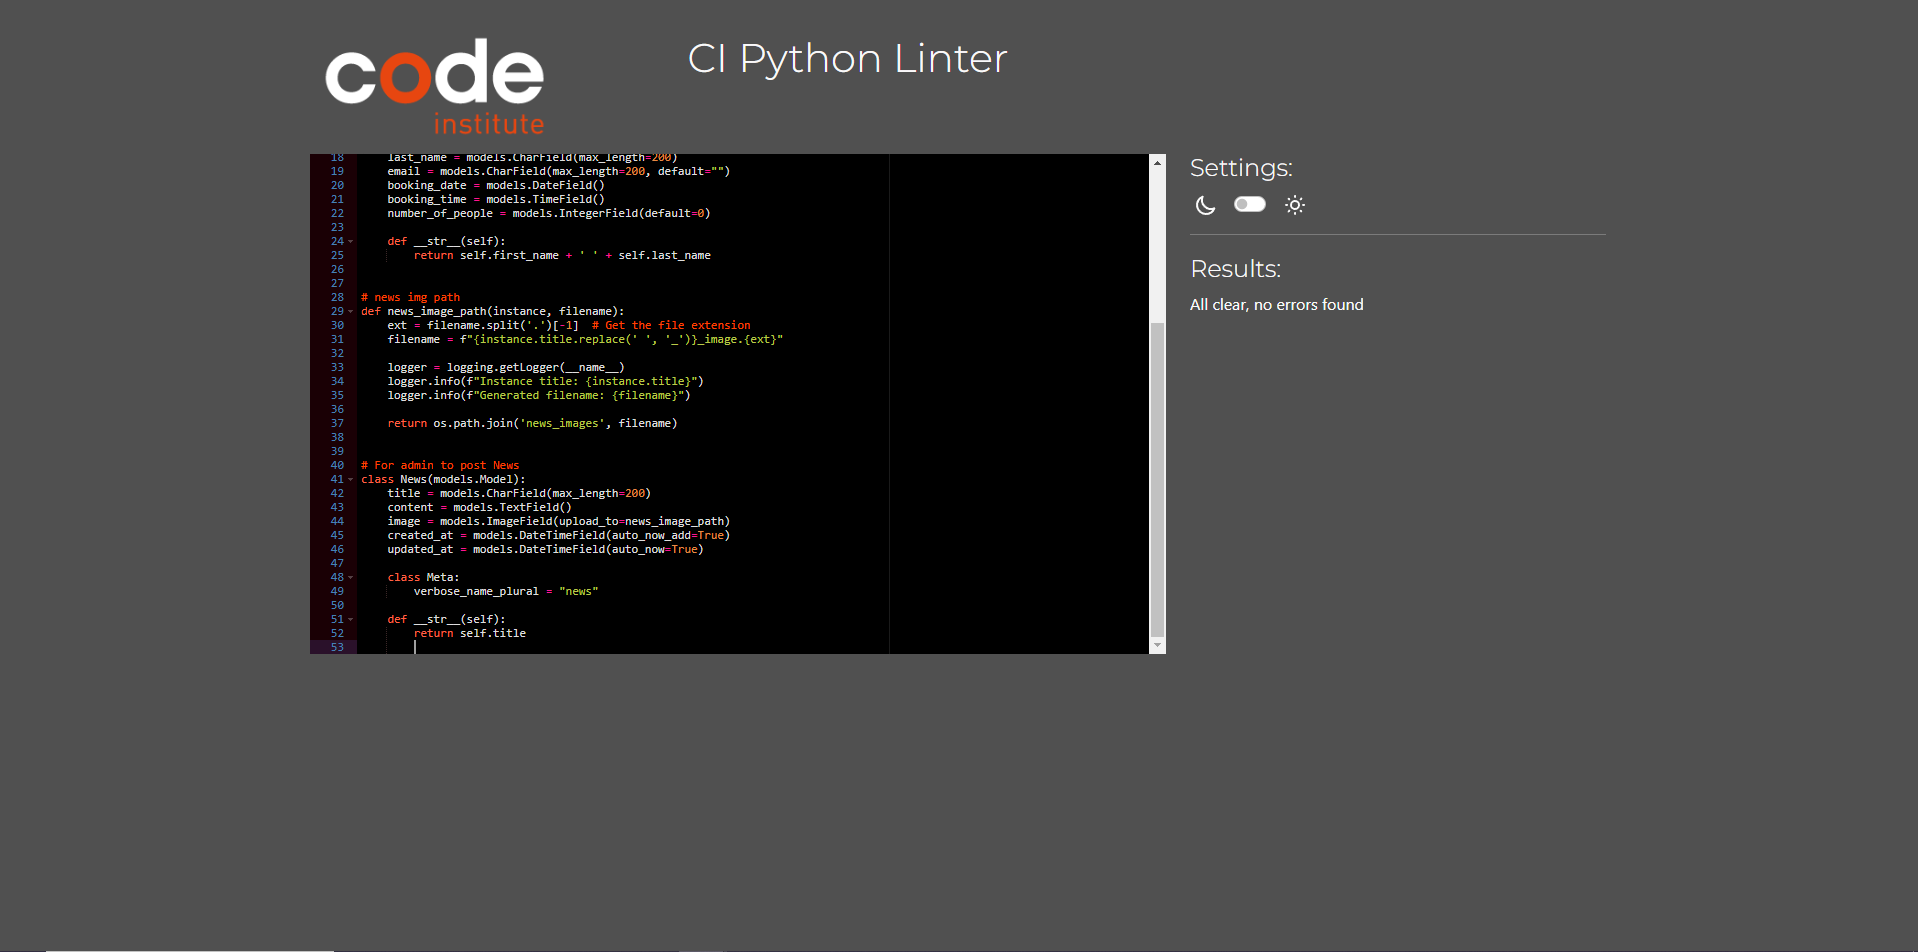 code
institute
CI Python Linter
18 last_name = models.CharField(max_length=200)
19 email = models.CharField(max_length=200, default="")
20 booking_date = models.DateField()
21 booking_time = models.TimeField()
22 number_of_people = models.IntegerField(default=0)
23
24 def __str__(self):
25 return self.first_name + ' ' + self.last_name
26
27
28 # news img path
29 def news_image_path(instance, filename):
30 ext = filename.split('.')[-1]  # Get the file extension
31 filename = f"{instance.title.replace(' ', '_')}_image.{ext}"
32
33 logger = logging.getLogger(__name__)
34 logger.info(f"Instance title: {instance.title}")
35 logger.info(f"Generated filename: {filename}")
36
37 return os.path.join('news_images', filename)
38
39
40 # For admin to post News
41 class News(models.Model):
42 title = models.CharField(max_length=200)
43 content = models.TextField()
44 image = models.ImageField(upload_to=news_image_path)
45 created_at = models.DateTimeField(auto_now_add=True)
46 updated_at = models.DateTimeField(auto_now=True)
47
48 class Meta:
49 verbose_name_plural = "news"
50
51 def __str__(self):
52 return self.title
53
Settings:
Results:
All clear, no errors found